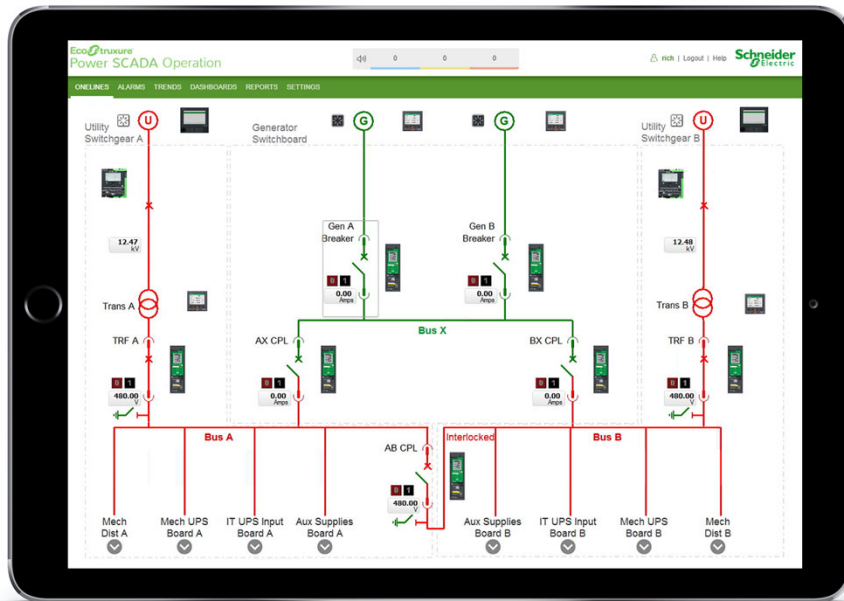 EcoStruxure
Power SCADA Operation
0 0 0
rich | Logout | Help
Schneider
Electric
ONELINES ALARMS TRENDS DASHBOARDS REPORTS SETTINGS
Utility
Switchgear A
U
Generator
Switchboard
G
G
Utility
Switchgear B
U
Gen A
Breaker
Gen B
Breaker
12.47
kV
12.48
kV
0 1
0.00
Amps
0 1
0.00
Amps
Trans A
Trans B
Bus X
TRF A
AX CPL
BX CPL
TRF B
0 1
480.00
V
0 1
0.00
Amps
0 1
0.00
Amps
0 1
480.00
V
Bus A
Interlocked
Bus B
AB CPL
0 1
480.00
V
Mech
Dist A
Mech UPS
Board A
IT UPS Input
Board A
Aux Supplies
Board A
Aux Supplies
Board B
IT UPS Input
Board B
Mech UPS
Board B
Mech
Dist B